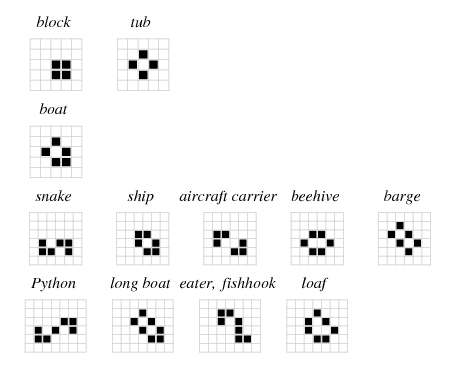 block tub
boat
snake ship aircraft carrier beehive barge
Python long boat eater, fishhook loaf